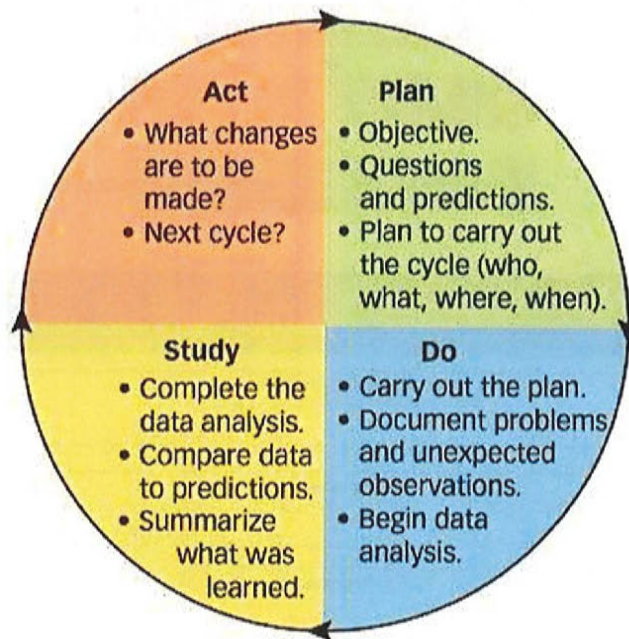 Act
• What changes
are to be
made?
• Next cycle?
Plan
• Objective.
• Questions
and predictions.
• Plan to carry out
the cycle (who,
what, where, when).
Study
• Complete the
data analysis.
• Compare data
to predictions.
• Summarize
what was
learned.
Do
• Carry out the plan.
• Document problems
and unexpected
observations.
• Begin data
analysis.